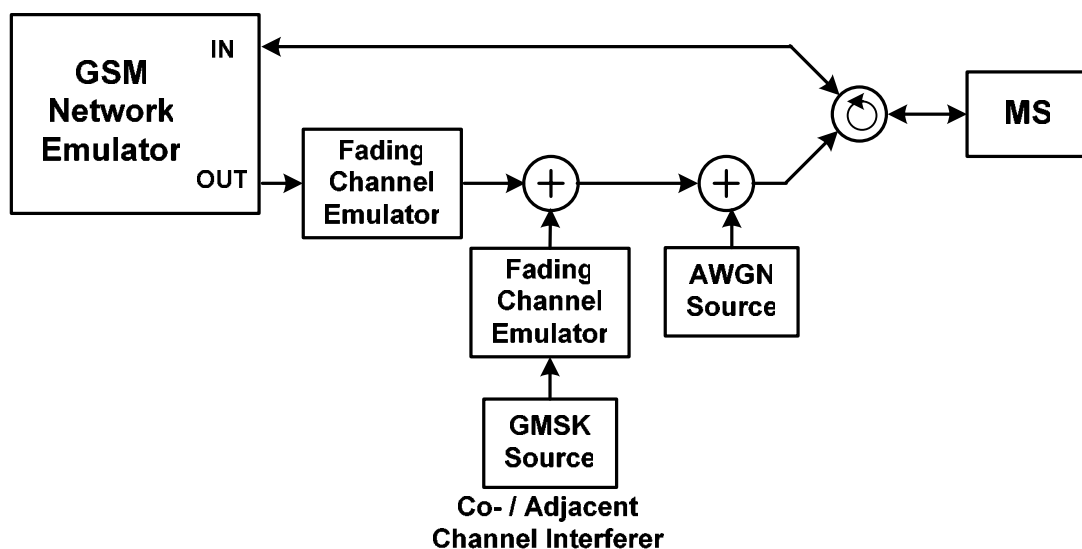 GSM
Network
Emulator
IN
OUT
Fading
Channel
Emulator
Fading
Channel
Emulator
AWGN
Source
MS
GMSK
Source
Co- / Adjacent
Channel Interferer